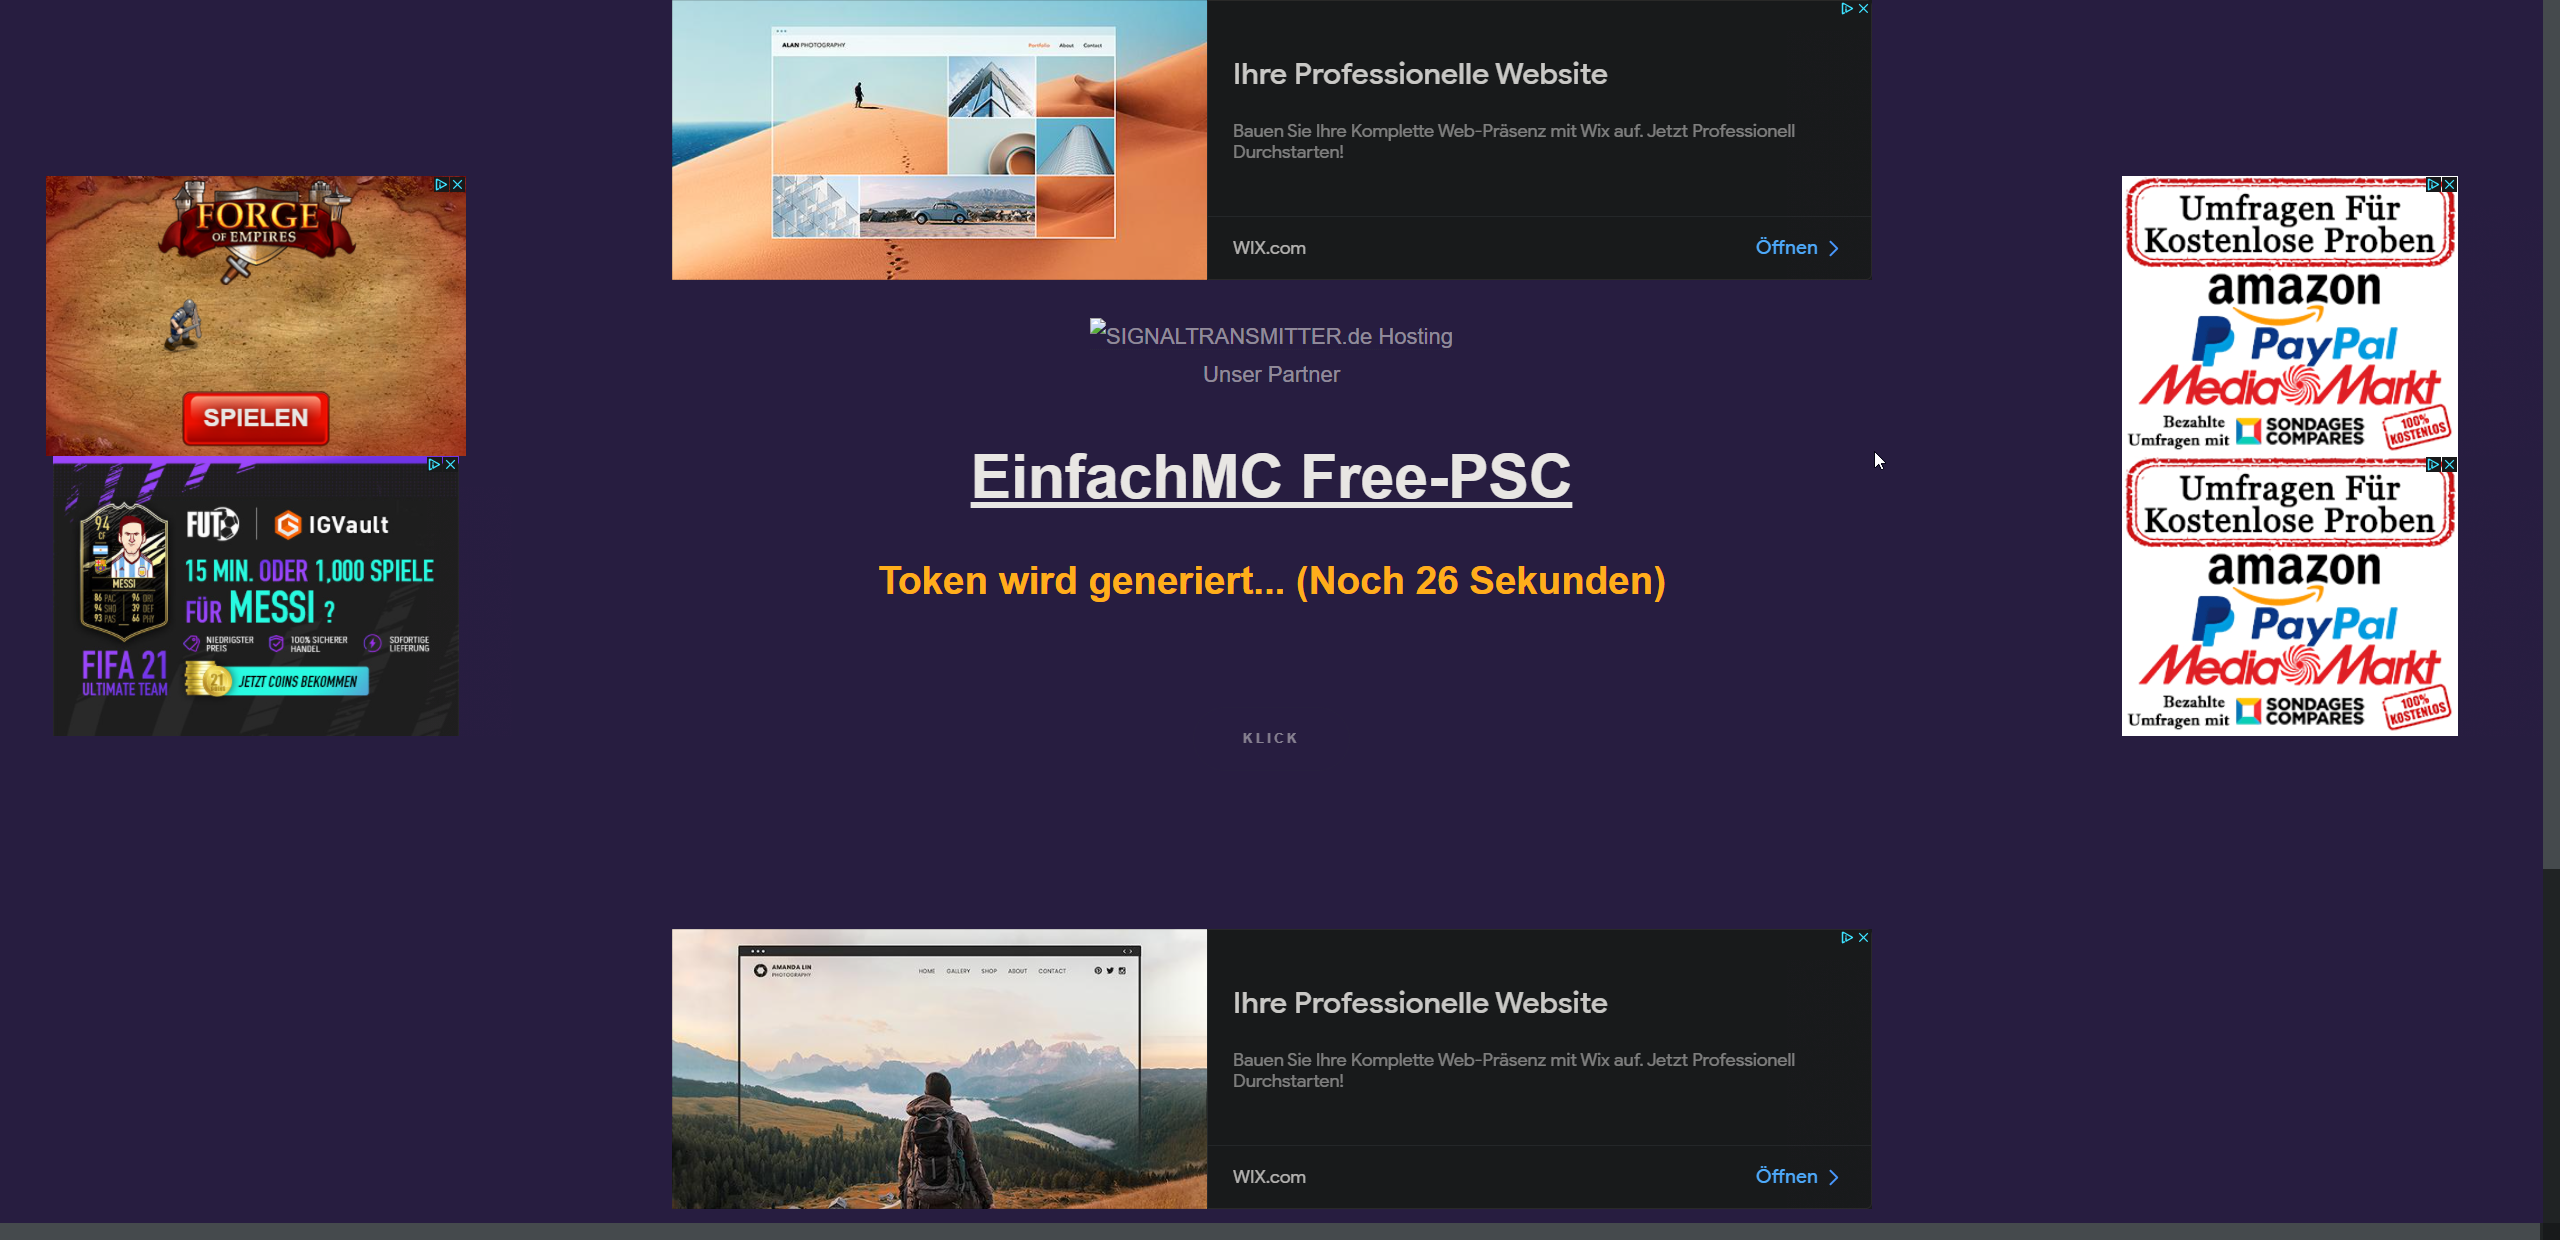 ALAN PHOTOGRAPHY
Portfolio About Contact
Ihre Professionelle Website
Bauen Sie Ihre Komplette Web-Präsenz mit Wix auf. Jetzt Professionell
Durchstarten!
WIX.com
Öffnen
FORGE
OF EMPIRES
SPIELEN
94
CF
MESSI
86 PAC 96 DRI
94 SHO 39 DEF
93 PAS 66 PHY
FIFA 21
ULTIMATE TEAM
FUT IGVault
15 MIN. ODER 1,000 SPIELE
FÜR MESSI ?
NIEDRIGSTER
PREIS
100% SICHERER
HANDEL
SOFORTIGE
LIEFERUNG
21
JETZT COINS BEKOMMEN
SIGNALTRANSMITTER.de Hosting
Unser Partner
EinfachMC Free-PSC
Token wird generiert... (Noch 26 Sekunden)
KLICK
Umfragen Für
Kostenlose Proben
amazon
PayPal
Media Markt
Bezahlte
Umfragen mit
SONDAGES
COMPARES
100%
KOSTENLOS
Umfragen Für
Kostenlose Proben
amazon
PayPal
Media Markt
Bezahlte
Umfragen mit
SONDAGES
COMPARES
100%
KOSTENLOS
AMANDA LIN
PHOTOGRAPHY
HOME GALLERY SHOP ABOUT CONTACT
Ihre Professionelle Website
Bauen Sie Ihre Komplette Web-Präsenz mit Wix auf. Jetzt Professionell
Durchstarten!
WIX.com
Öffnen